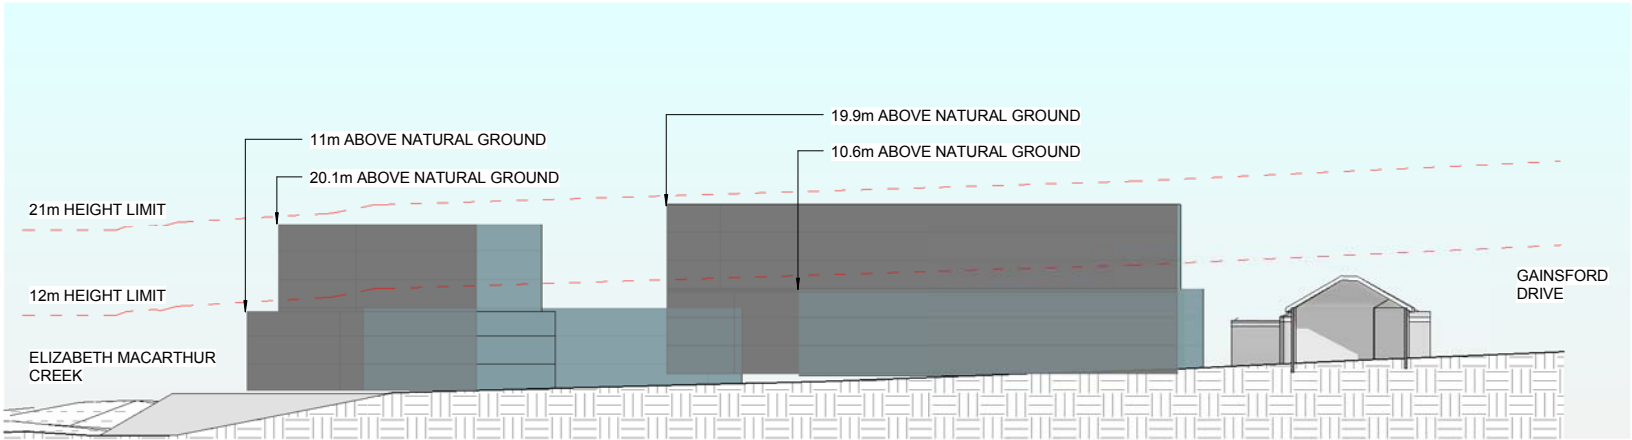 19.9m ABOVE NATURAL GROUND
11m ABOVE NATURAL GROUND
10.6m ABOVE NATURAL GROUND
20.1m ABOVE NATURAL GROUND
21m HEIGHT LIMIT
12m HEIGHT LIMIT
GAINSFORD
DRIVE
ELIZABETH MACARTHUR
CREEK